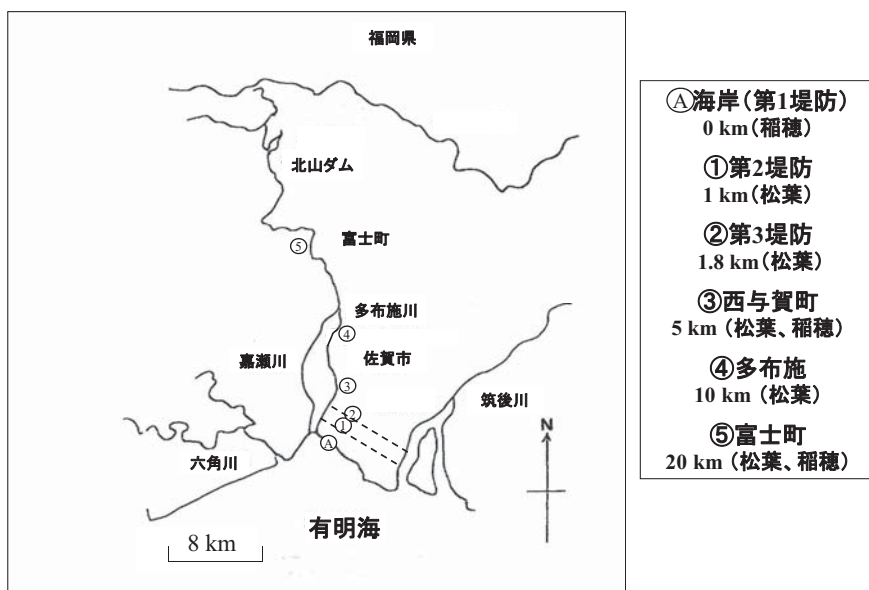 福岡県
北山ダム
⑤
富士町
多布施川
④
嘉瀬川
佐賀市
③
筑後川
②
①
Ⓐ
六角川
N
有明海
8 km
Ⓐ海岸(第1堤防)
0 km(稲穂)
①第2堤防
1 km(松葉)
②第3堤防
1.8 km(松葉)
③西与賀町
5 km (松葉、稲穂)
④多布施
10 km (松葉)
⑤富士町
20 km (松葉、稲穂)